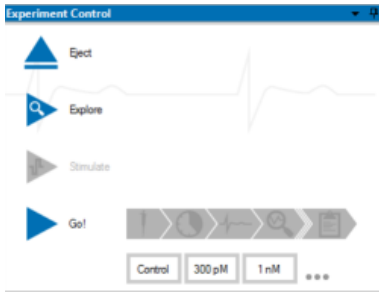 Experiment Control
Eject
Explore
Stimulate
Go!
Control 300 pM 1 nM